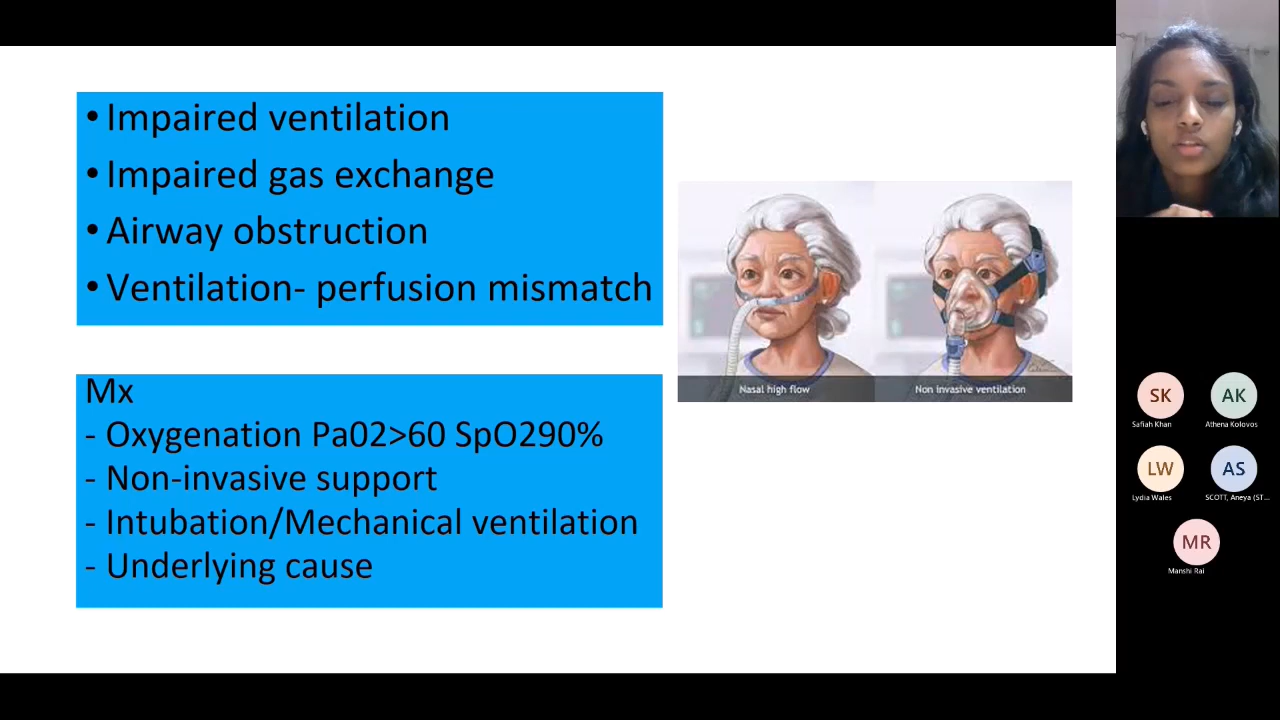 • Impaired ventilation
• Impaired gas exchange
• Airway obstruction
• Ventilation- perfusion mismatch
Mx
- Oxygenation Pa02>60 SpO290%
- Non-invasive support
- Intubation/Mechanical ventilation
- Underlying cause
Nasal high flow
Non invasive ventilation
SK
Safiah Khan
AK
Athena Kolovos
LW
Lydia Wales
AS
SCOTT, Aneya (ST...
MR
Manshi Rai